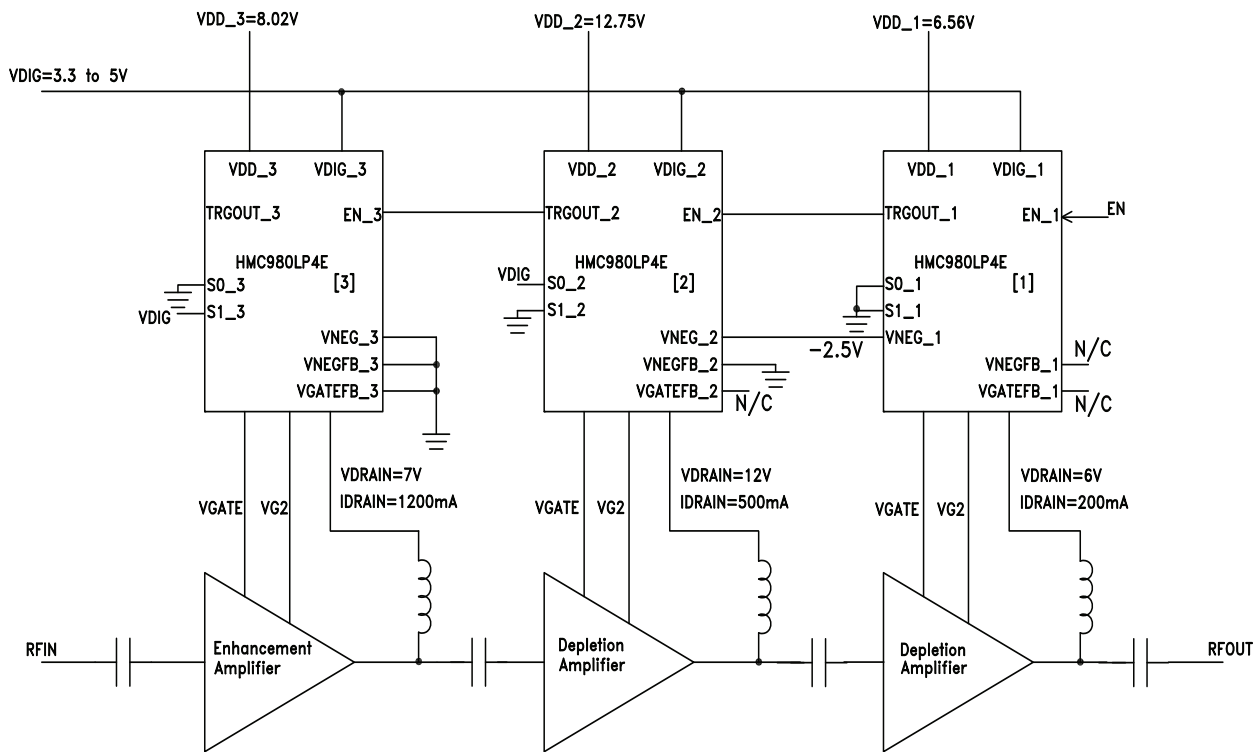 VDD_3=8.02V
VDD_2=12.75V
VDD_1=6.56V
VDIG=3.3 to 5V
VDD_3
VDIG_3
VDD_2
VDIG_2
VDD_1
VDIG_1
TRGOUT_3
EN_3
TRGOUT_2
EN_2
TRGOUT_1
EN_1
EN
HMC980LP4E
[3]
HMC980LP4E
[2]
HMC980LP4E
[1]
S0_3
VDIG
S1_3
VDIG
S0_2
S1_2
S0_1
S1_1
VNEG_3
VNEGFB_3
VGATEFB_3
VNEG_2
VNEGFB_2
VGATEFB_2
N/C
-2.5V
VNEG_1
VNEGFB_1
N/C
VGATEFB_1
N/C
VGATE
VG2
VDRAIN=7V
IDRAIN=1200mA
VGATE
VG2
VDRAIN=12V
IDRAIN=500mA
VGATE
VG2
VDRAIN=6V
IDRAIN=200mA
RFIN
Enhancement
Amplifier
Depletion
Amplifier
Depletion
Amplifier
RFOUT